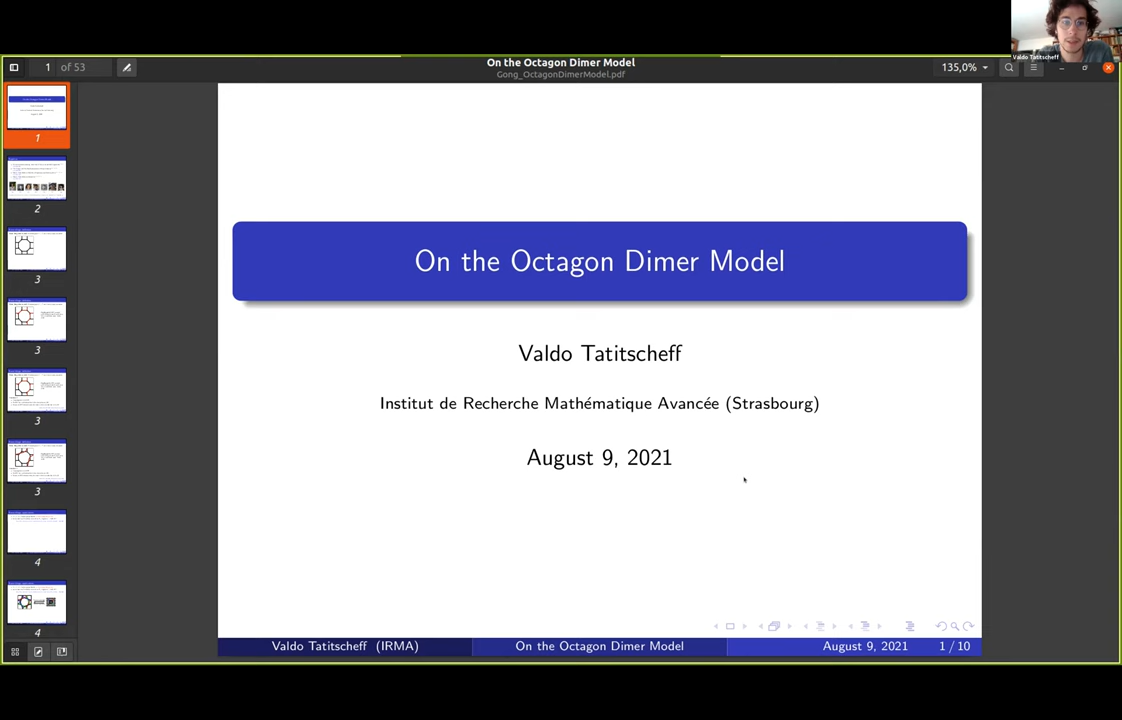 Valdo Tatitscheff
1 of 53
On the Octagon Dimer Model
Gong_OctagonDimerModel.pdf
135,0%
On the Octagon Dimer Model
Valdo Tatitscheff
Institut de Recherche Mathématique Avancée (Strasbourg)
August 9, 2021
Valdo Tatitscheff (IRMA)
On the Octagon Dimer Model
August 9, 2021
1 / 10
1
2
3
3
3
3
4
4